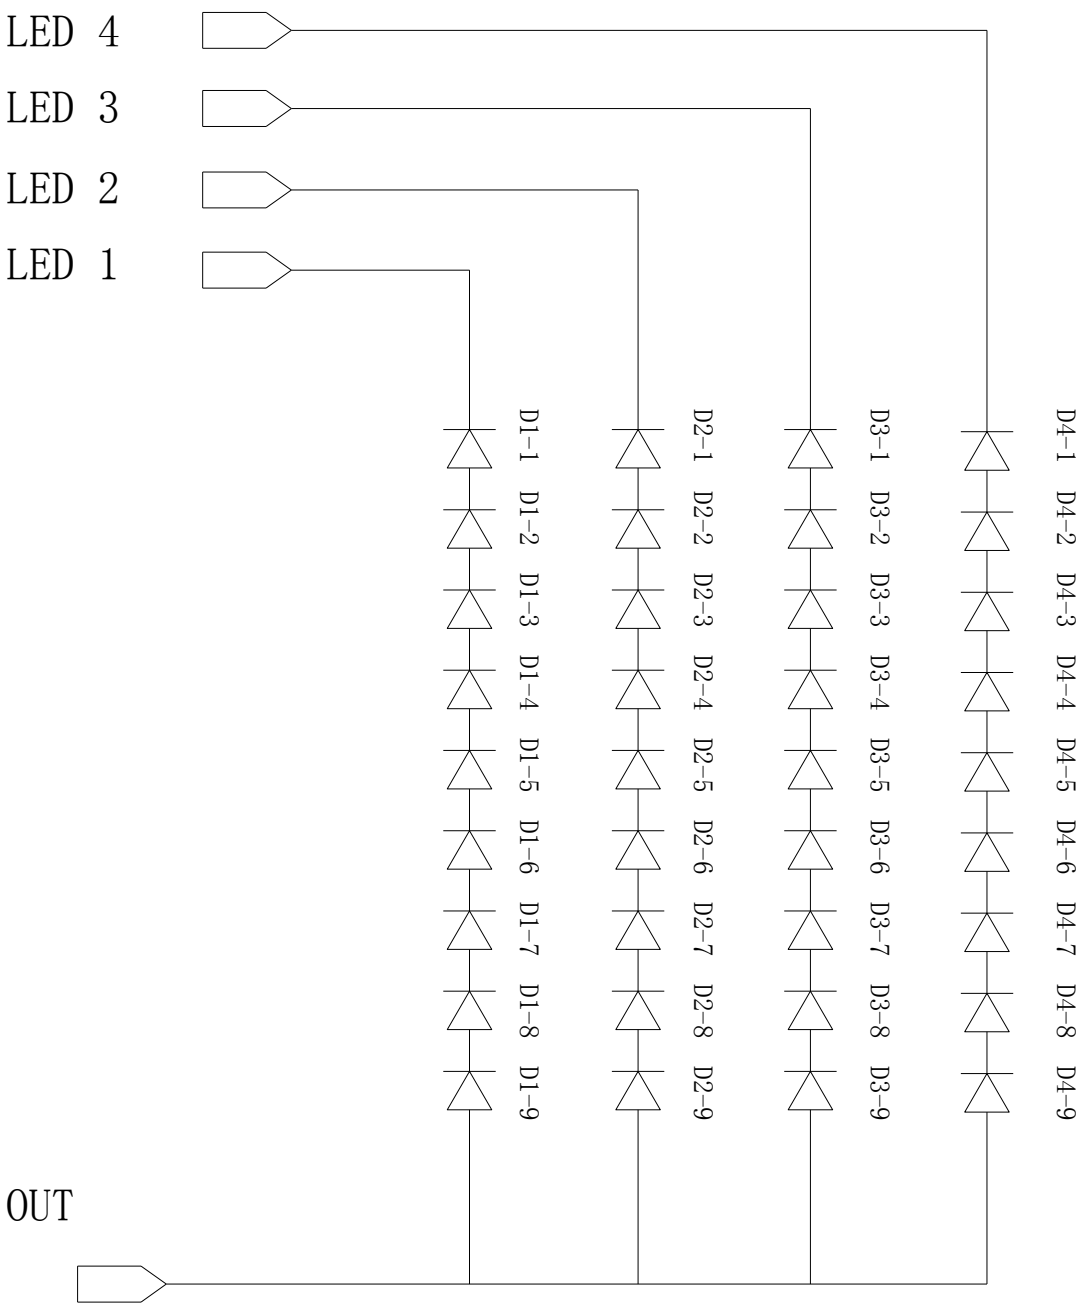 LED 4
LED 3
LED 2
LED 1
D1-1
D2-1
D3-1
D4-1
D1-2
D2-2
D3-2
D4-2
D1-3
D2-3
D3-3
D4-3
D1-4
D2-4
D3-4
D4-4
D1-5
D2-5
D3-5
D4-5
D1-6
D2-6
D3-6
D4-6
D1-7
D2-7
D3-7
D4-7
D1-8
D2-8
D3-8
D4-8
D1-9
D2-9
D3-9
D4-9
OUT